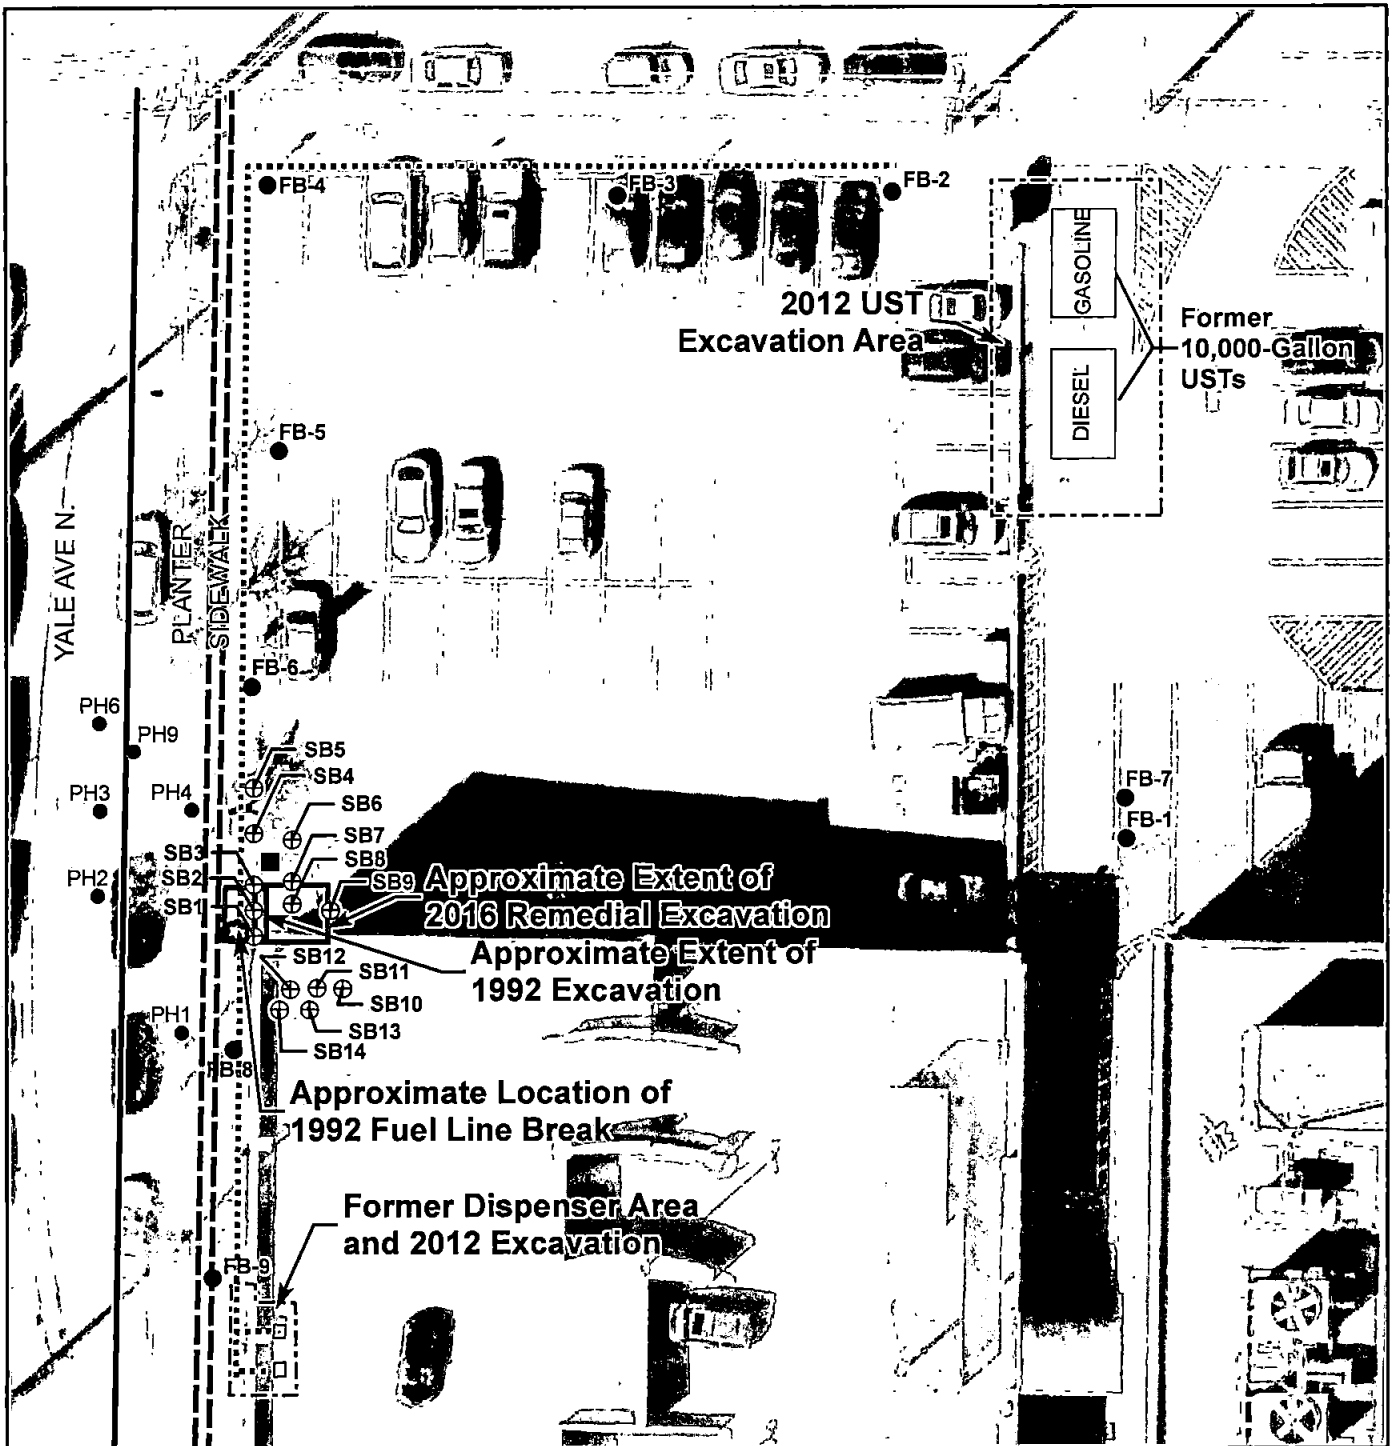 FB-4
FB-3
FB-2
GASOLINE
2012 UST
Excavation Area
Former
10,000-Gallon
USTs
DIESEL
FB-5
YALE AVE N.
PLANTER
SIDEWALK
FB-6
PH6
PH9
SB5
SB4
PH3
PH4
SB6
FB-7
FB-1
SB7
SB3
SB8
SB2
PH2
SB9
Approximate Extent of
2016 Remedial Excavation
SB1
SB12
Approximate Extent of
1992 Excavation
SB11
SB10
PH1
SB13
SB14
FB-8
Approximate Location of
1992 Fuel Line Break
Former Dispenser Area
and 2012 Excavation
FB-9